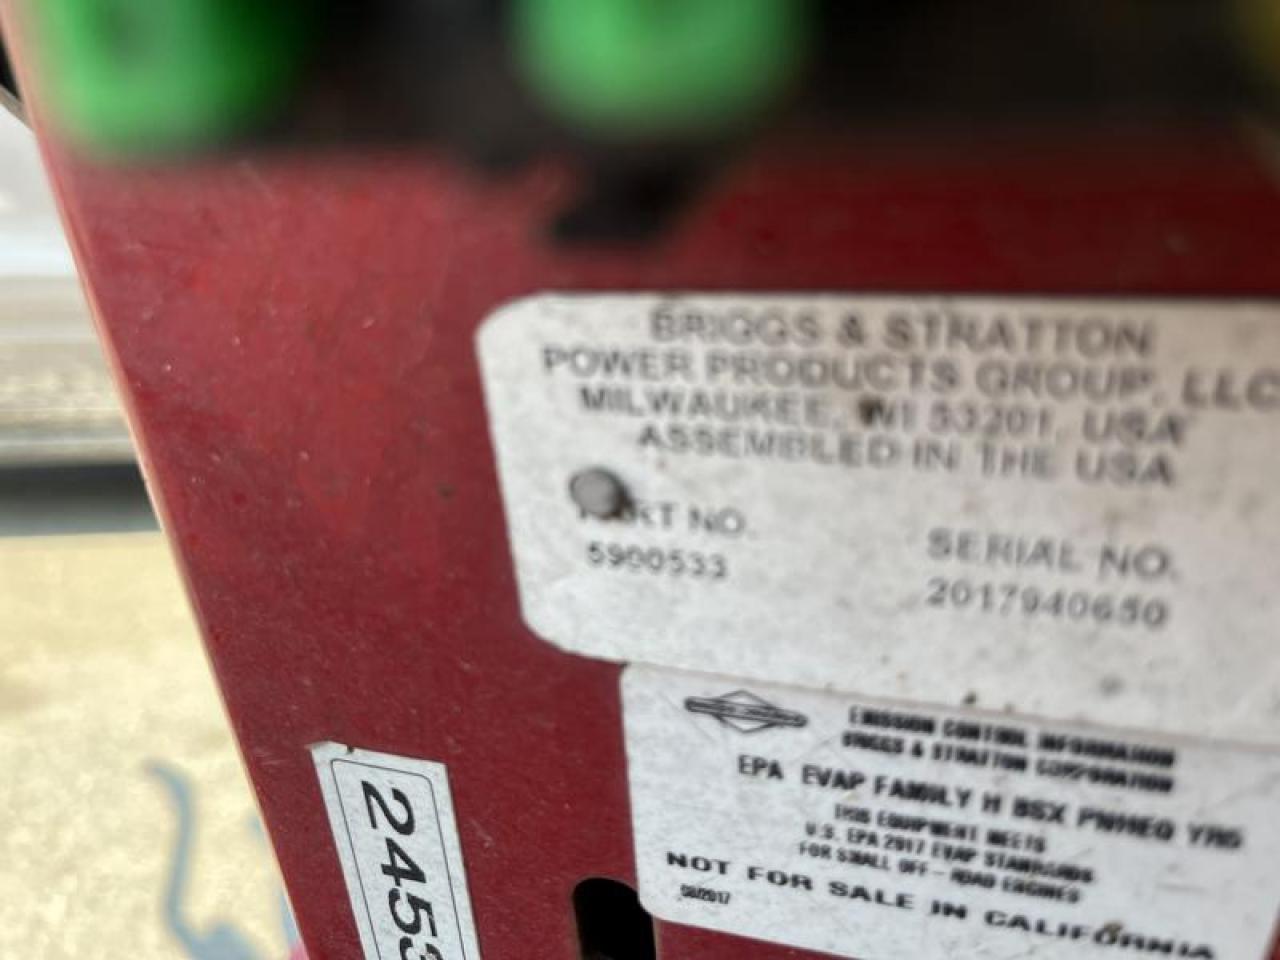 BRIGGS & STRATTON
POWER PRODUCTS GROUP, LLC
MILWAUKEE, WI 53201, USA
ASSEMBLED IN THE USA
PART NO.
5900533
SERIAL NO.
2017940650
EMISSION CONTROL INFORMATION
BRIGGS & STRATTON CORPORATION
EPA EVAP FAMILY H BSX PNHEQ
THIS EQUIPMENT MEETS
U.S. EPA 2017 EVAP STANDARDS
FOR SMALL OFF-ROAD ENGINES
NOT FOR SALE IN CALIFORNIA
2453